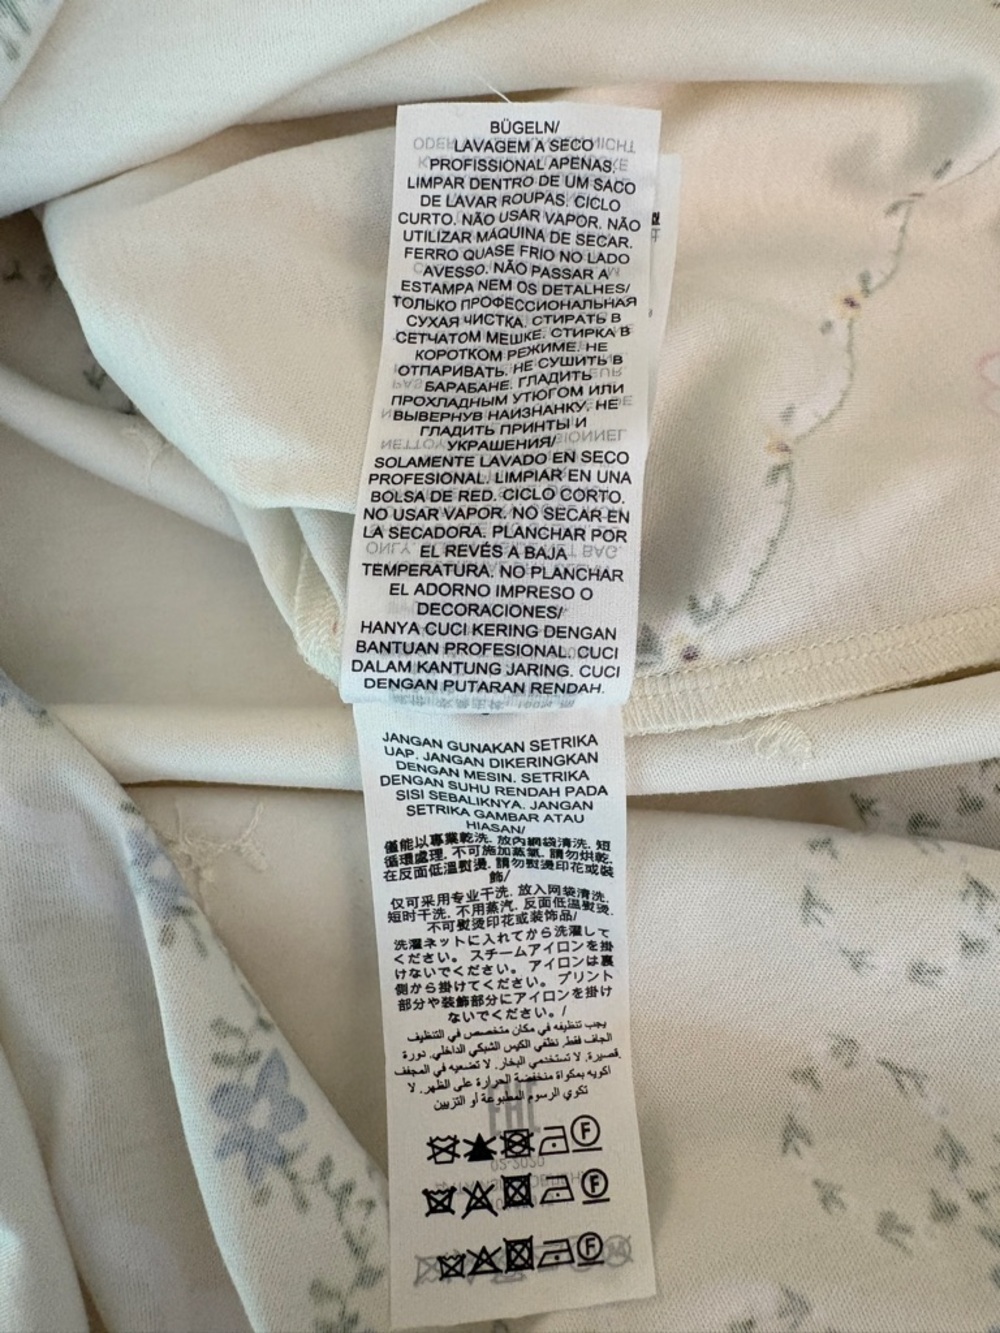 BÜGELN/
LAVAGEM A SECO
PROFISSIONAL APENAS.
LIMPAR DENTRO DE UM SACO
DE LAVAR ROUPAS. CICLO
CURTO. NÃO USAR VAPOR. NÃO
UTILIZAR MÁQUINA DE SECAR.
FERRO QUASE FRIO NO LADO
AVESSO. NÃO PASSAR A
ESTAMPA NEM OS DETALHES/
ТОЛЬКО ПРОФЕССИОНАЛЬНАЯ
СУХАЯ ЧИСТКА. СТИРАТЬ В
СЕТЧАТОМ МЕШКЕ. СТИРКА В
КОРОТКОМ РЕЖИМЕ. НЕ
ОТПАРИВАТЬ. НЕ СУШИТЬ В
БАРАБАНЕ. ГЛАДИТЬ
ПРОХЛАДНЫМ УТЮГОМ ИЛИ
ВЫВЕРНУВ НАИЗНАНКУ. НЕ
ГЛАДИТЬ ПРИНТЫ И
УКРАШЕНИЯ/
SOLAMENTE LAVADO EN SECO
PROFESIONAL. LIMPIAR EN UNA
BOLSA DE RED. CICLO CORTO.
NO USAR VAPOR. NO SECAR EN
LA SECADORA. PLANCHAR POR
EL REVÉS A BAJA
TEMPERATURA. NO PLANCHAR
EL ADORNO IMPRESO O
DECORACIONES/
HANYA CUCI KERING DENGAN
BANTUAN PROFESIONAL. CUCI
DALAM KANTUNG JARING. CUCI
DENGAN PUTARAN RENDAH.
JANGAN GUNAKAN SETRIKA
UAP. JANGAN DIKERINGKAN
DENGAN MESIN. SETRIKA
DENGAN SUHU RENDAH PADA
SISI SEBALIKNYA. JANGAN
SETRIKA GAMBAR ATAU
HIASAN/
僅能以專業乾洗. 放內網袋清洗. 短
循環處理. 不可施加蒸氣. 請勿烘乾.
在反面低溫熨燙. 請勿熨燙印花或裝
飾/
仅可采用专业干洗. 放入网袋清洗.
短时干洗. 不用蒸汽. 反面低温熨烫.
不可熨烫印花或装饰品/
洗濯ネットに入れてから洗濯して
ください。スチームアイロンを掛
けないでください。アイロンは裏
側から掛けてください。プリント
部分や装飾部分にアイロンを掛け
ないでください。/
يجب تنظيفه في مكان متخصص في التنظيف
الجاف فقط. نظفي الكيس الشبكي الداخلي. دورة
قصيرة. لا تستخدمي البخار. لا تضعيه في المجفف.
اكويه بمكواة منخفضة الحرارة على الظهر. لا
تكوي الرسوم المطبوعة أو التزيين
F
F
F